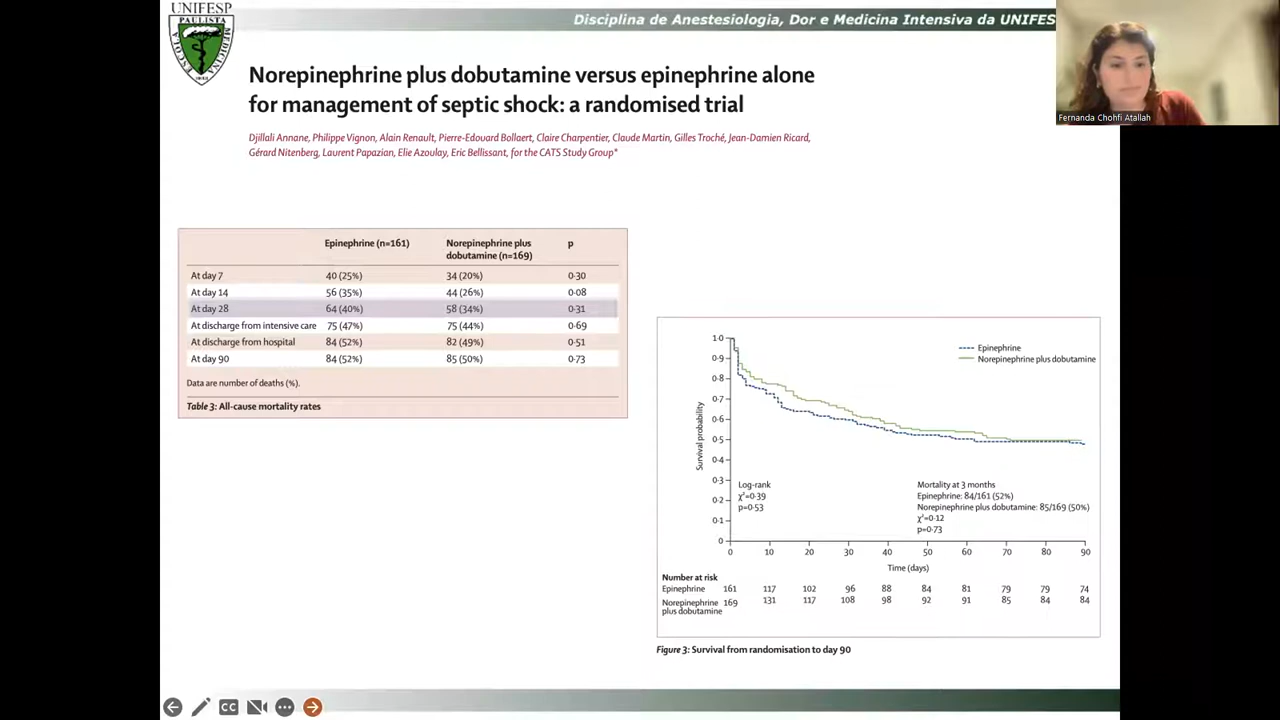 UNIFESP
PAULISTA
ESCOLA
MEDICINA
1933
Disciplina de Anestesiologia, Dor e Medicina Intensiva da UNIFES
Fernanda Chohfi Atallah
Norepinephrine plus dobutamine versus epinephrine alone
for management of septic shock: a randomised trial
Djillali Annane, Philippe Vignon, Alain Renault, Pierre-Edouard Bollaert, Claire Charpentier, Claude Martin, Gilles Troché, Jean-Damien Ricard,
Gérard Nitenberg, Laurent Papazian, Elie Azoulay, Eric Bellissant, for the CATS Study Group*
Epinephrine (n=161) Norepinephrine plus p
dobutamine (n=169)
At day 7 40 (25%) 34 (20%) 0·30
At day 14 56 (35%) 44 (26%) 0·08
At day 28 64 (40%) 58 (34%) 0·31
At discharge from intensive care 75 (47%) 75 (44%) 0·69
At discharge from hospital 84 (52%) 82 (49%) 0·51
At day 90 84 (52%) 85 (50%) 0·73
Data are number of deaths (%).
Table 3: All-cause mortality rates
Survival probability
1·0
0·9
0·8
0·7
0·6
0·5
0·4
0·3
0·2
0·1
0
Epinephrine
Norepinephrine plus dobutamine
Log-rank
χ²=0·39
p=0·53
Mortality at 3 months
Epinephrine: 84/161 (52%)
Norepinephrine plus dobutamine: 85/169 (50%)
χ²=0·12
p=0·73
0 10 20 30 40 50 60 70 80 90
Time (days)
Number at risk
Epinephrine 161 117 102 96 88 84 81 79 79 74
Norepinephrine 169 131 117 108 98 92 91 85 84 84
plus dobutamine
Figure 3: Survival from randomisation to day 90
CC